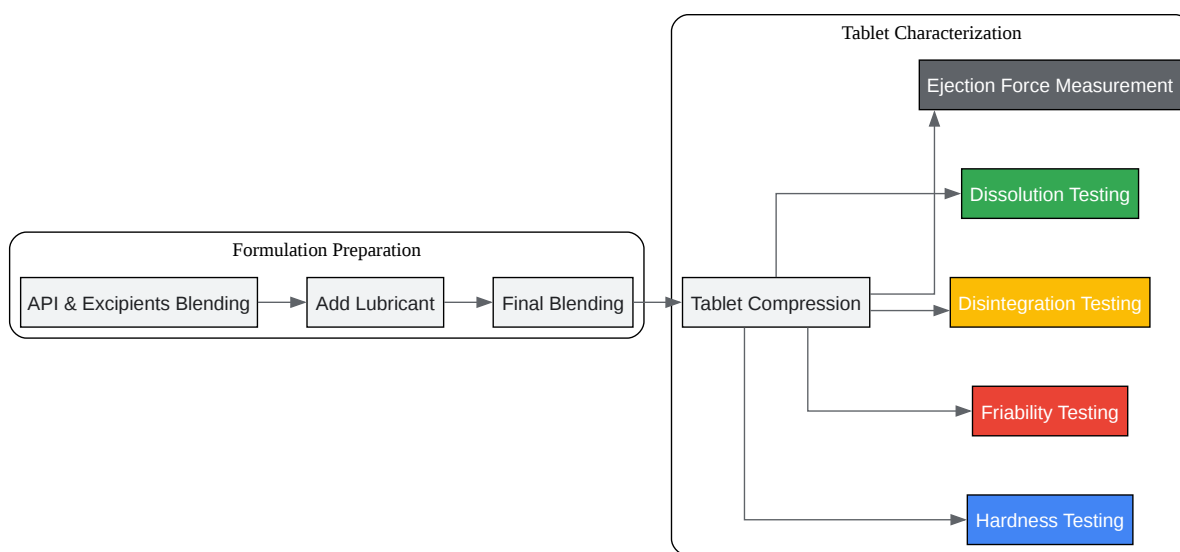 Tablet Characterization
Ejection Force Measurement
Dissolution Testing
Formulation Preparation
API & Excipients Blending
Add Lubricant
Final Blending
Tablet Compression
Disintegration Testing
Friability Testing
Hardness Testing